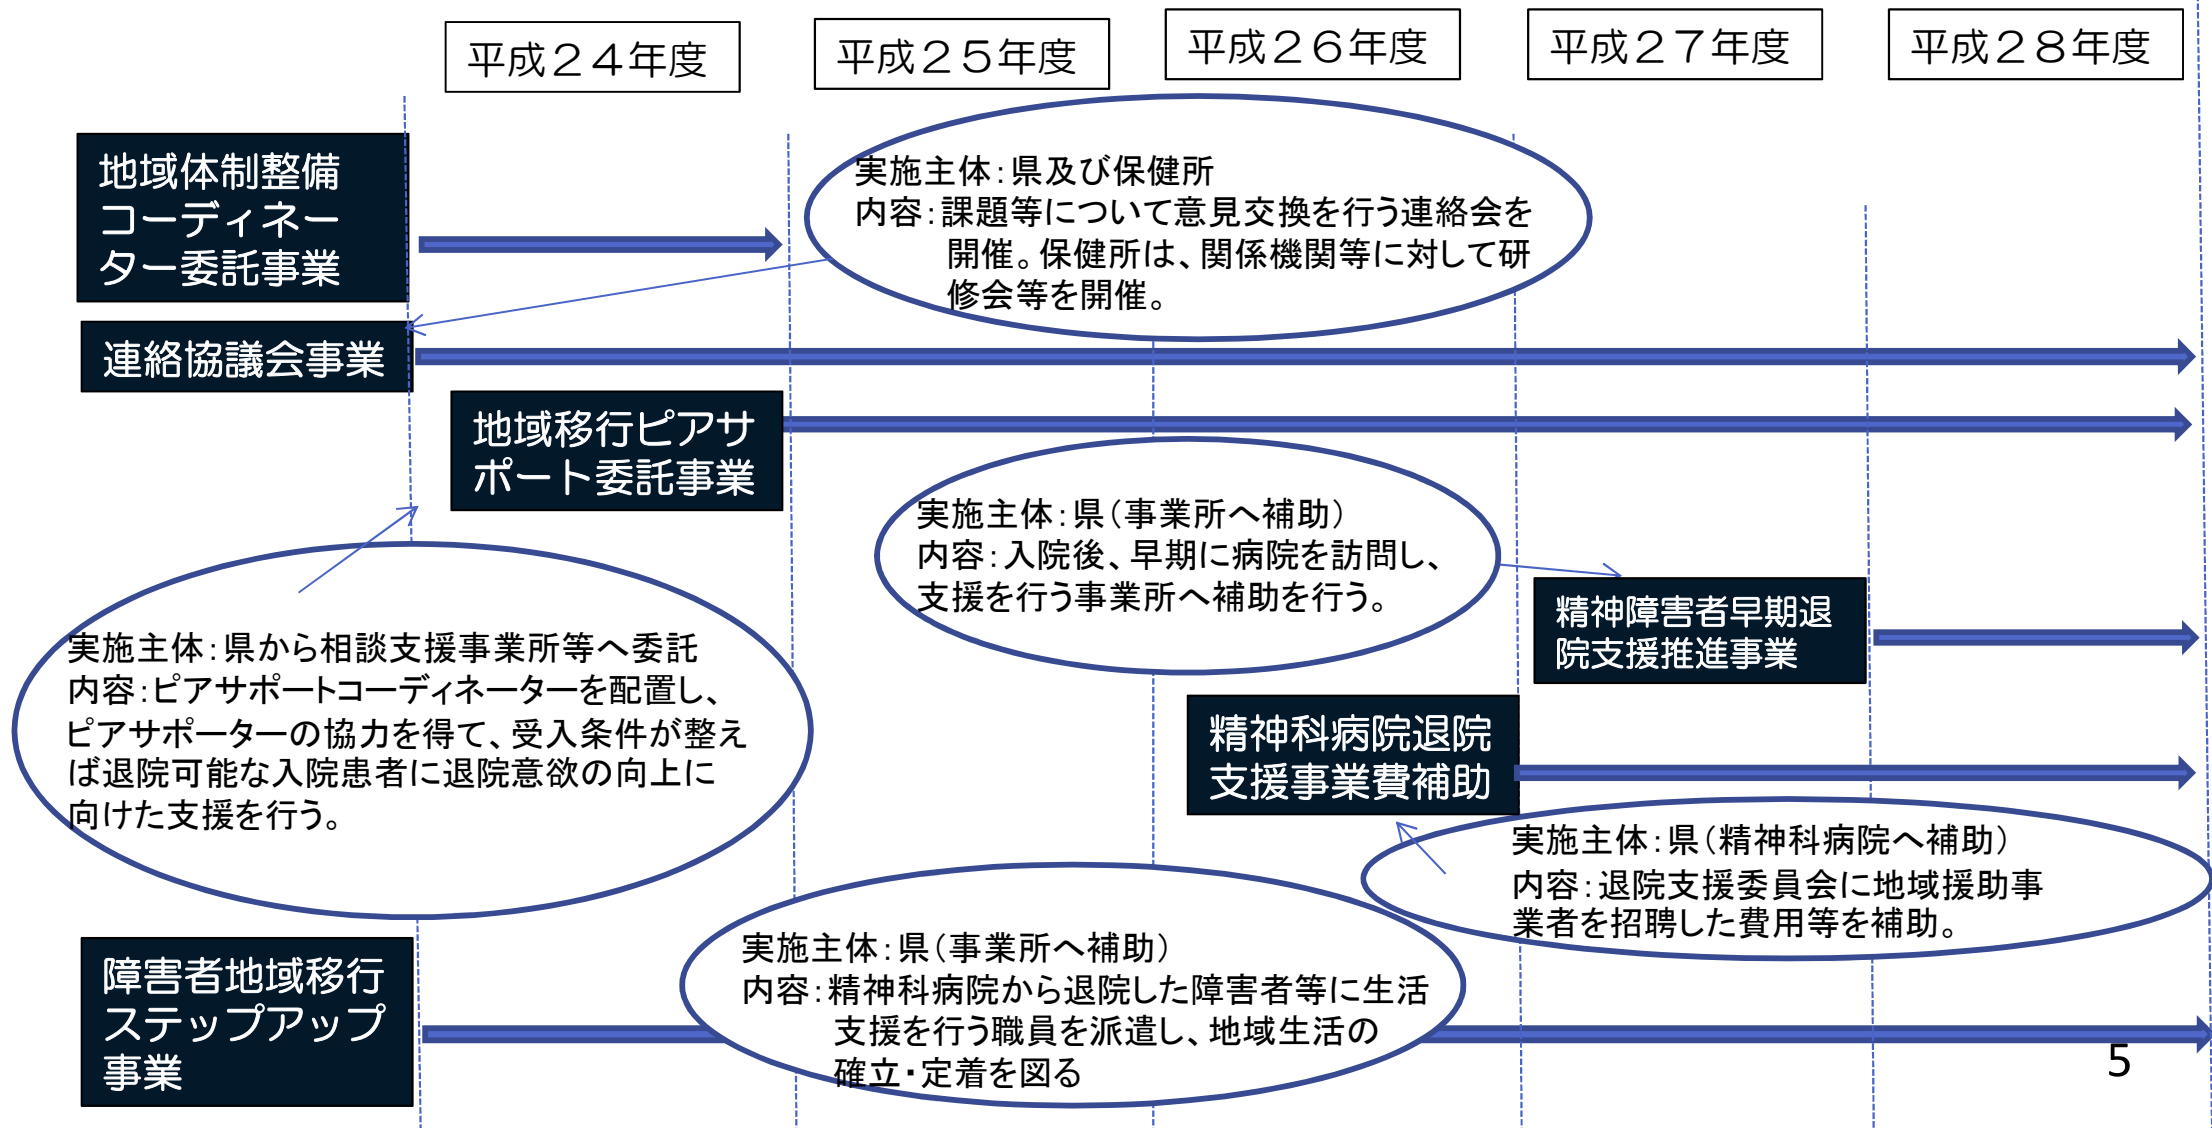 平成２４年度
平成２５年度
平成２６年度
平成２７年度
平成２８年度
地域体制整備
コーディネー
ター委託事業
実施主体：県及び保健所
内容：課題等について意見交換を行う連絡会を
開催。保健所は、関係機関等に対して研
修会等を開催。
連絡協議会事業
地域移行ピアサ
ポート委託事業
実施主体：県（事業所へ補助）
内容：入院後、早期に病院を訪問し、
支援を行う事業所へ補助を行う。
精神障害者早期退
院支援推進事業
実施主体：県から相談支援事業所等へ委託
内容：ピアサポートコーディネーターを配置し、
ピアサポーターの協力を得て、受入条件が整え
ば退院可能な入院患者に退院意欲の向上に
向けた支援を行う。
精神科病院退院
支援事業費補助
実施主体：県（精神科病院へ補助）
内容：退院支援委員会に地域援助事
業者を招聘した費用等を補助。
障害者地域移行
ステップアップ
事業
実施主体：県（事業所へ補助）
内容：精神科病院から退院した障害者等に生活
支援を行う職員を派遣し、地域生活の
確立・定着を図る
5